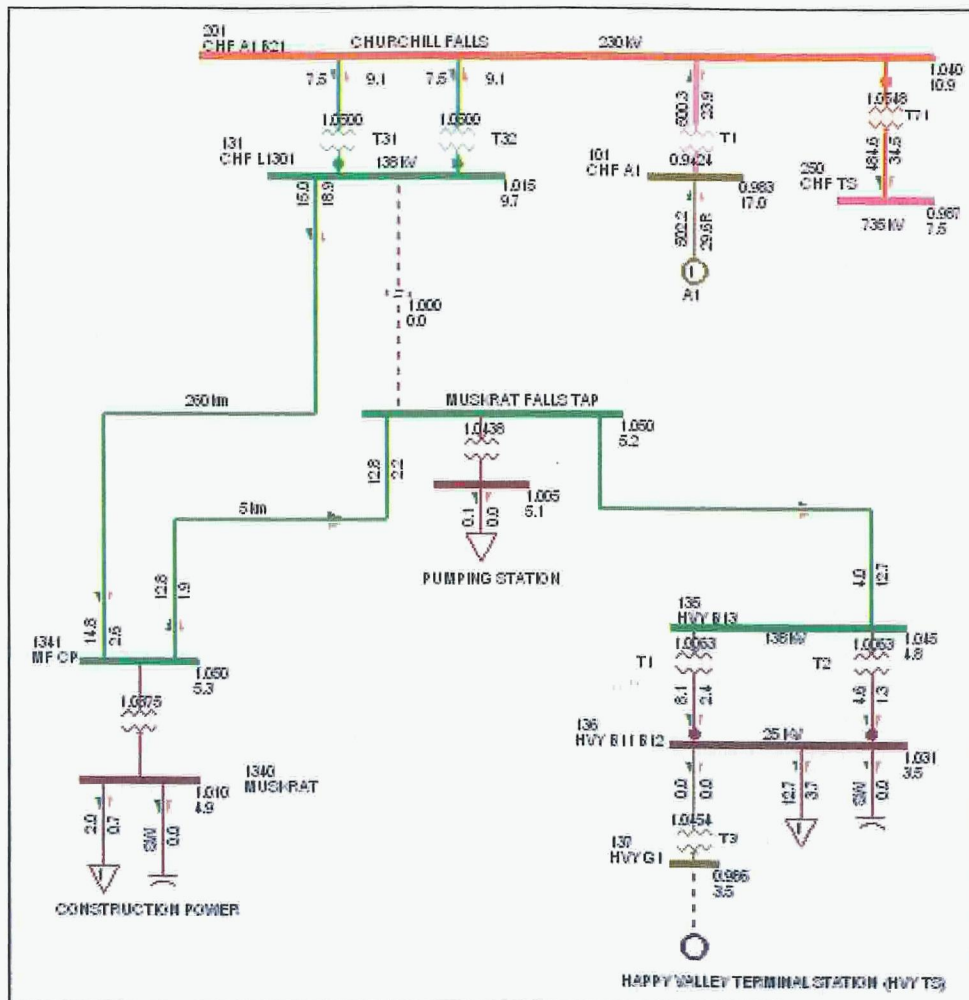 201
CHF A1 B21
CHURCHILL FALLS
230 kV
1.040
10.9
7.5
9.1
7.5
9.1
500.3
23.9
1.0548
T71
484.6
34.5
1.0500
T31
1.0500
T32
T1
0.9424
131
CHF L1301
138 kV
1.015
9.7
15.0
18.9
101
CHF A1
0.983
17.0
250
CHF TS
735 kV
0.987
7.5
502.2
29.6R
A1
1.000
0.0
260 km
MUSKRAT FALLS TAP
1.050
5.2
1.0438
12.8
2.2
1.005
5.1
5 km
0.1
0.0
PUMPING STATION
12.8
1.9
14.8
2.6
4.0
12.7
1341
MF CP
1.050
5.3
135
HVY B13
138 kV
1.045
4.8
1.0063
T1
1.0063
T2
8.1
2.4
4.6
1.3
1.0675
136
HVY B11 B12
25 kV
1.031
3.5
1340
MUSKRAT
1.010
4.9
2.0
0.7
SW
0.0
0.0
0.0
12.7
3.7
SW
0.0
1.0454
T3
137
HVY G1
3.5
CONSTRUCTION POWER
HAPPY VALLEY TERMINAL STATION (HVY TS)